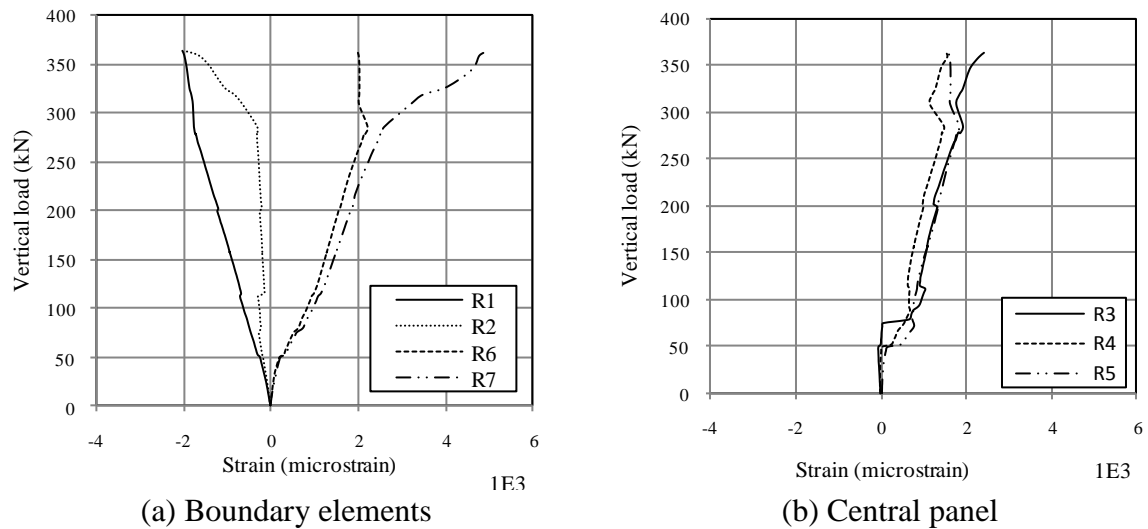 Vertical load (kN)
400
350
300
250
200
150
100
50
0
-4 -2 0 2 4 6
Strain (microstrain)
1E3
R1
R2
R6
R7
(a) Boundary elements
Vertical load (kN)
400
350
300
250
200
150
100
50
0
-4 -2 0 2 4 6
Strain (microstrain)
1E3
R3
R4
R5
(b) Central panel